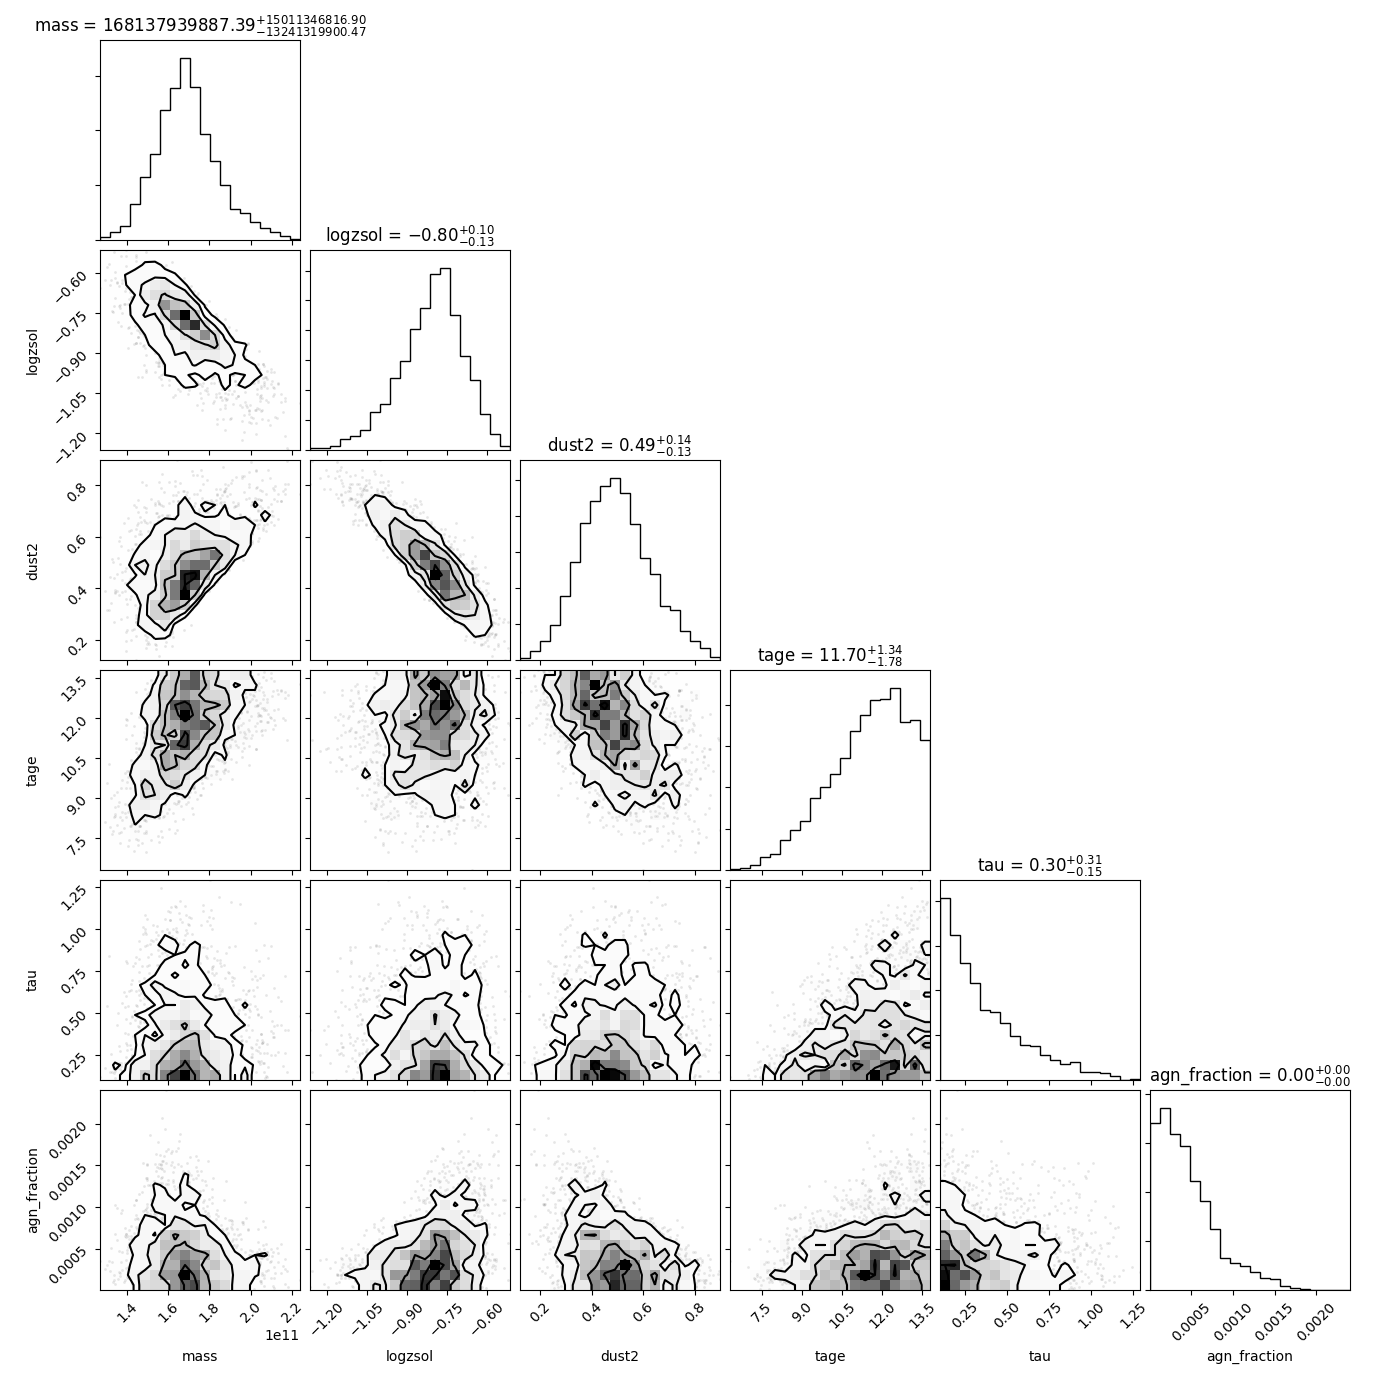 mass = 168137939887.39+15011346816.90−13241319900.47
logzsol = −0.80+0.10−0.13
−0.60
−0.75
−0.90
−1.05
−1.20
logzsol
dust2 = 0.49+0.14−0.13
0.8
0.6
0.4
0.2
dust2
tage = 11.70+1.34−1.78
13.5
12.0
10.5
9.0
7.5
tage
tau = 0.30+0.31−0.15
1.25
1.00
0.75
0.50
0.25
tau
agn_fraction = 0.00+0.00−0.00
0.0020
0.0015
0.0010
0.0005
agn_fraction
1.4 1.6 1.8 2.0 2.2 −1.20 −1.05 −0.90 −0.75 −0.60 0.2 0.4 0.6 0.8 7.5 9.0 10.5 12.0 13.5 0.25 0.50 0.75 1.00 1.25 0.0005 0.0010 0.0015 0.0020
1e11
mass logzsol dust2 tage tau agn_fraction